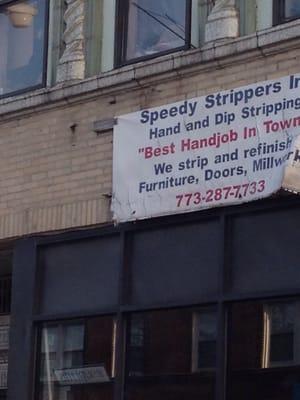 Speedy Strippers
Hand and Dip Stripping
"Best Handjob In Town
We strip and refinish
Furniture, Doors,
773-287-7733